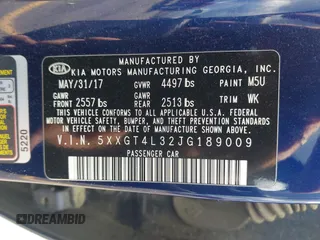 MANUFACTURED BY
KIA KIA MOTORS MANUFACTURING GEORGIA, INC.
MAY/31/17 GVWR 4497 lbs PAINT M5U
GAWR FRONT 2557 lbs GAWR REAR 2513 lbs TRIM WK
THIS VEHICLE CONFORMS TO ALL APPLICABLE U.S. FEDERAL MOTOR
VEHICLE SAFETY, BUMPER, AND THEFT PREVENTION STANDARDS IN
EFFECT ON THE DATE OF MANUFACTURE SHOWN ABOVE.
V.I.N. 5XXGT4L32JG189009
PASSENGER CAR
5220
DREAMBID